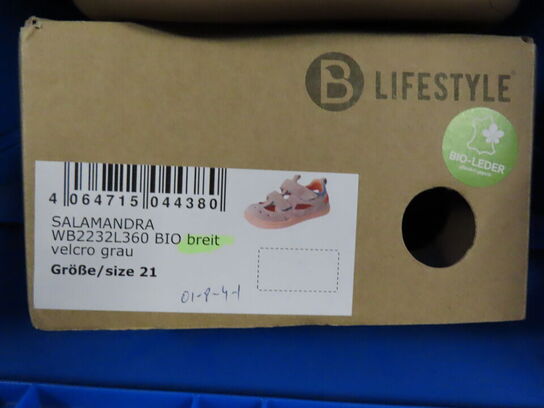 B LIFESTYLE
BIO-LEDER
4 064715 044380
SALAMANDRA
WB2232L360 BIO breit
velcro grau
Größe/size 21
01-8-4-1